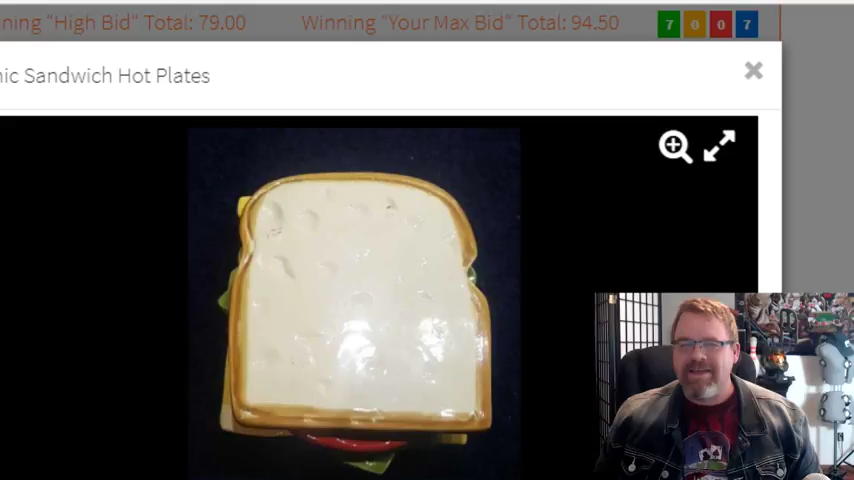 ning "High Bid" Total: 79.00 Winning "Your Max Bid" Total: 94.50 7 0 0 7
ic Sandwich Hot Plates